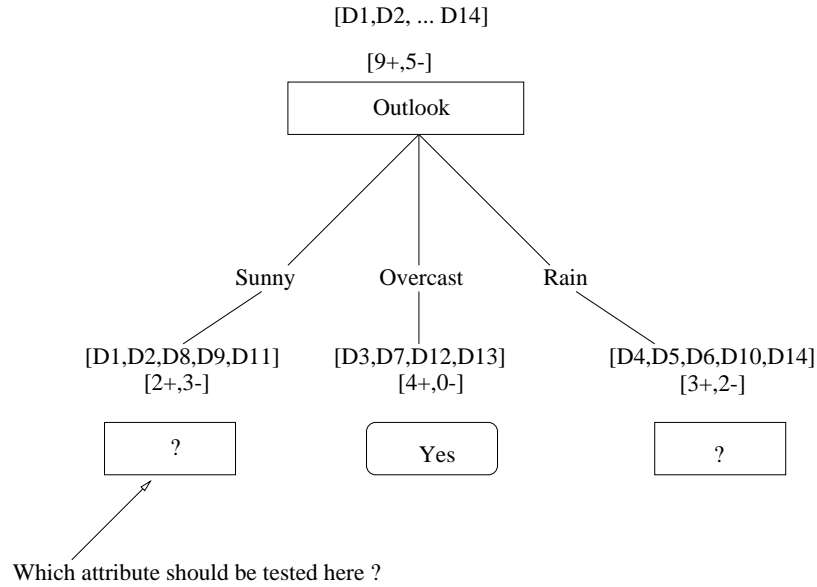 [D1,D2, ... D14]
[9+,5-]
Outlook
Sunny Overcast Rain
[D1,D2,D8,D9,D11] [D3,D7,D12,D13] [D4,D5,D6,D10,D14]
[2+,3-] [4+,0-] [3+,2-]
? Yes ?
Which attribute should be tested here ?